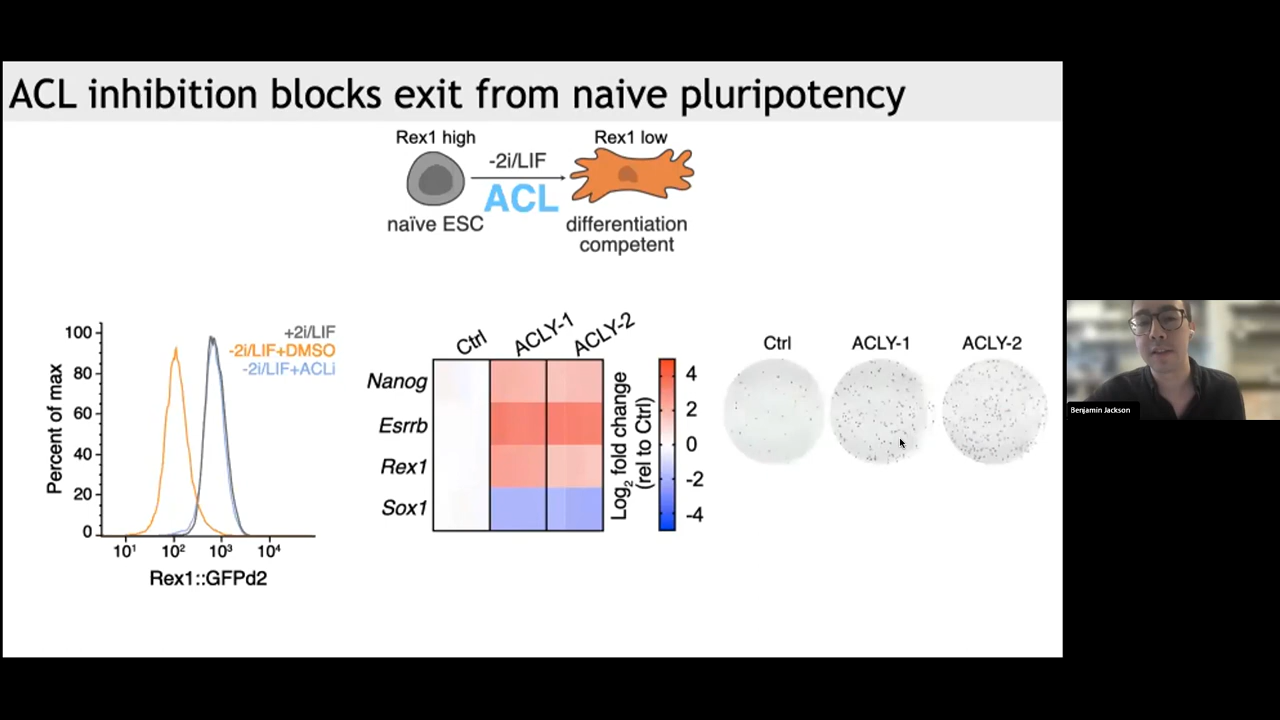 ACL inhibition blocks exit from naive pluripotency
Rex1 high
Rex1 low
-2i/LIF
ACL
naïve ESC
differentiation
competent
+2i/LIF
-2i/LIF+DMSO
-2i/LIF+ACLi
Percent of max
100
80
60
40
20
0
10¹ 10² 10³ 10⁴
Rex1::GFPd2
Ctrl ACLY-1 ACLY-2
Nanog
Esrrb
Rex1
Sox1
Log₂ fold change
(rel to Ctrl)
4
2
0
-2
-4
Ctrl ACLY-1 ACLY-2
Benjamin Jackson